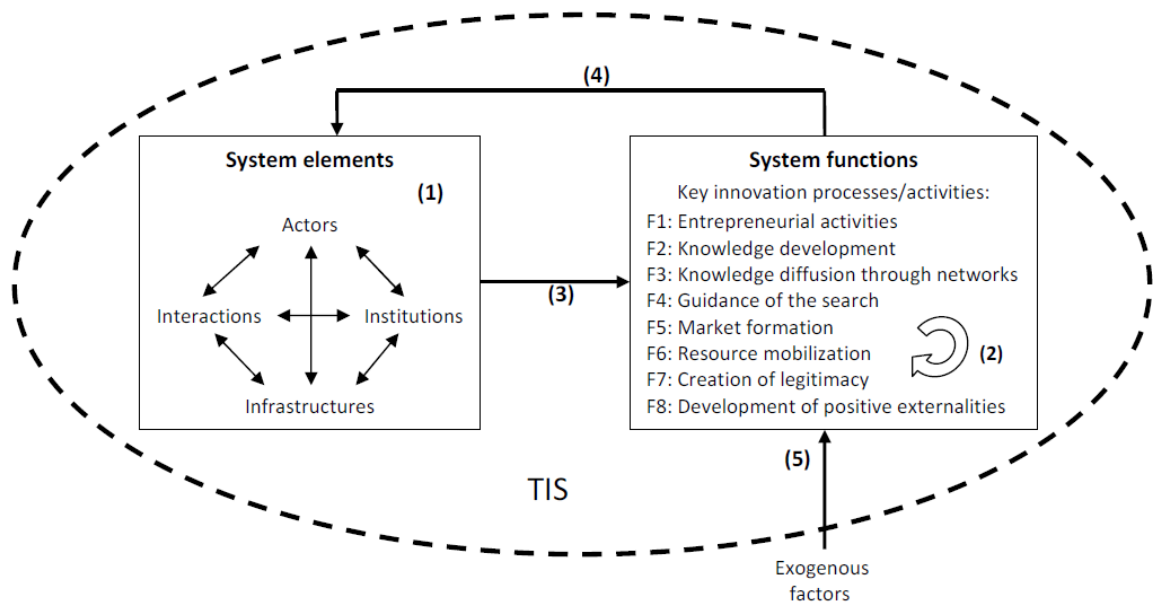 (4)
System elements
(1)
Actors
Interactions
Institutions
Infrastructures
(3)
System functions
Key innovation processes/activities:
F1: Entrepreneurial activities
F2: Knowledge development
F3: Knowledge diffusion through networks
F4: Guidance of the search
F5: Market formation
F6: Resource mobilization
(2)
F7: Creation of legitimacy
F8: Development of positive externalities
(5)
TIS
Exogenous
factors